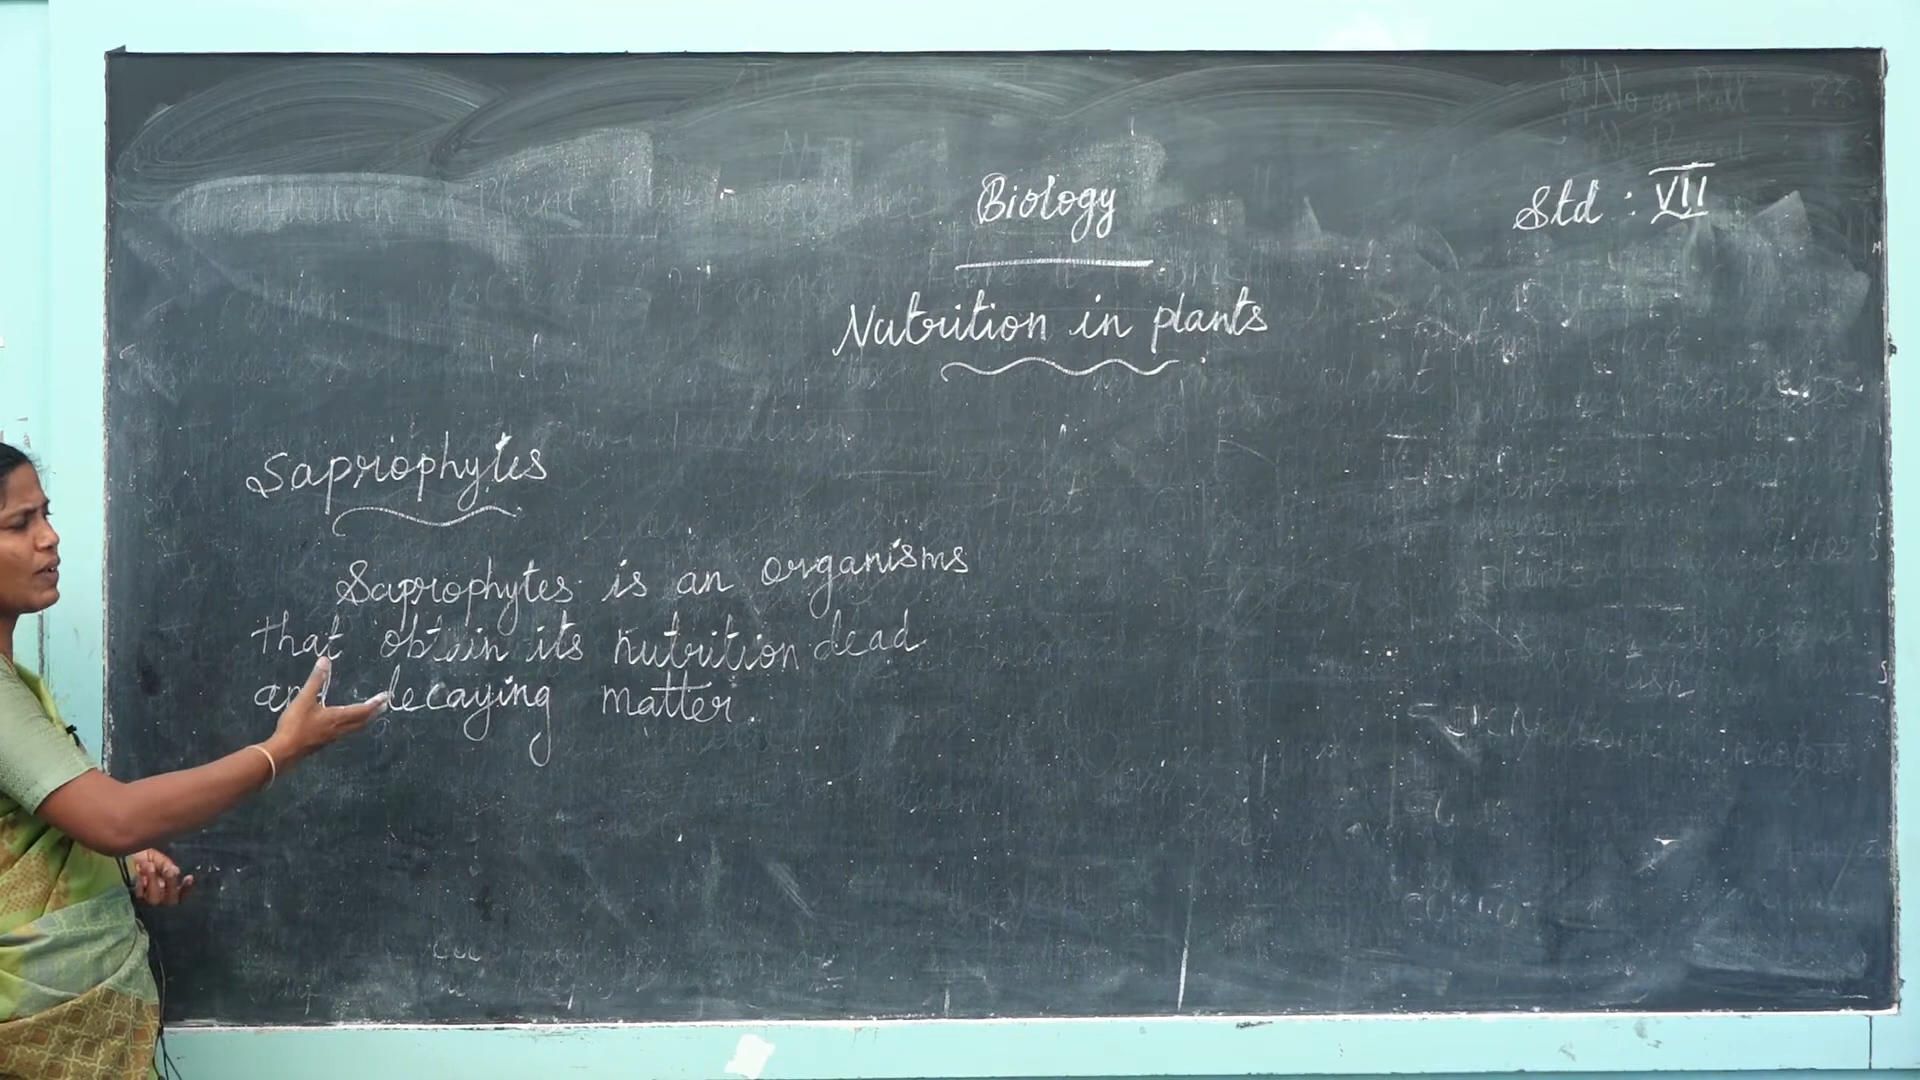 Biology
Std : VII
Nutrition in plants
Saprophytes
Saprophytes is an organisms
that obtain its nutrition dead
and decaying matter.